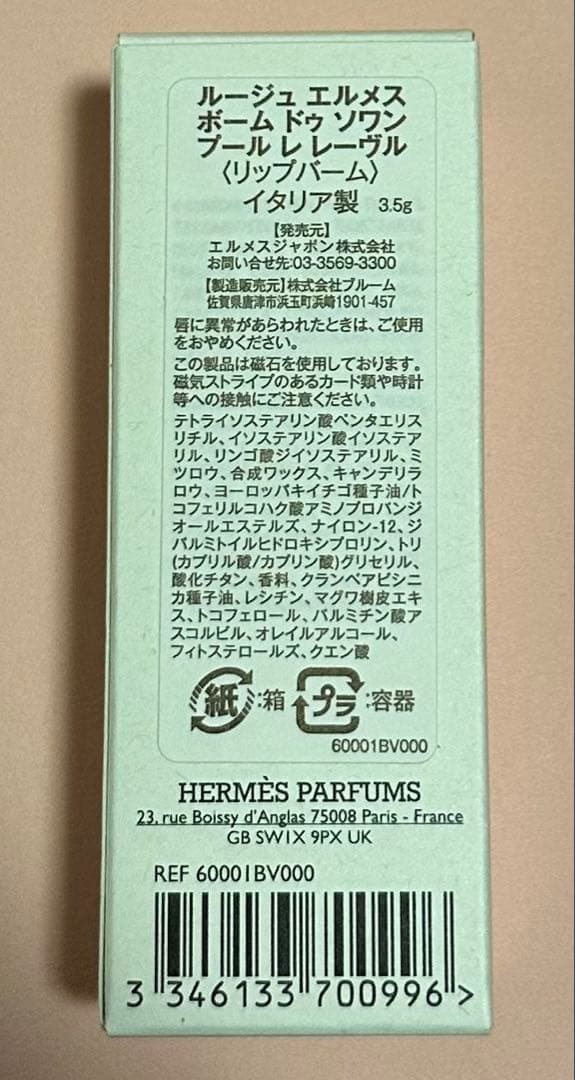 ルージュ エルメス
ボーム ドゥ ソワン
プール レ レーヴル
〈リップバーム〉
イタリア製 3.5g
【発売元】
エルメスジャポン株式会社
お問い合せ先:03-3569-3300
【製造販売元】株式会社ブルーム
佐賀県唐津市浜玉町浜崎1901-457
唇に異常があらわれたときは、ご使用
をおやめください。
この製品は磁石を使用しております。
磁気ストライプのあるカード類や時計
等への接触にご注意ください。
テトライソステアリン酸ペンタエリス
リチル、イソステアリン酸イソステア
リル、リンゴ酸ジイソステアリル、ミ
ツロウ、合成ワックス、キャンデリラ
ロウ、ヨーロッパキイチゴ種子油/ト
コフェリルコハク酸アミノプロパンジ
オールエステルズ、ナイロン-12、ジ
パルミトイルヒドロキシプロリン、トリ
(カプリル酸/カプリン酸)グリセリル、
酸化チタン、香料、クランベアビシニ
カ種子油、レシチン、マグワ樹皮エキ
ス、トコフェロール、パルミチン酸ア
スコルビル、オレイルアルコール、
フィトステロールズ、クエン酸
紙:箱 プラ:容器
60001BV000
HERMÈS PARFUMS
23, rue Boissy d'Anglas 75008 Paris - France
GB SW1X 9PX UK
REF 60001BV000
3 346133 700996 >